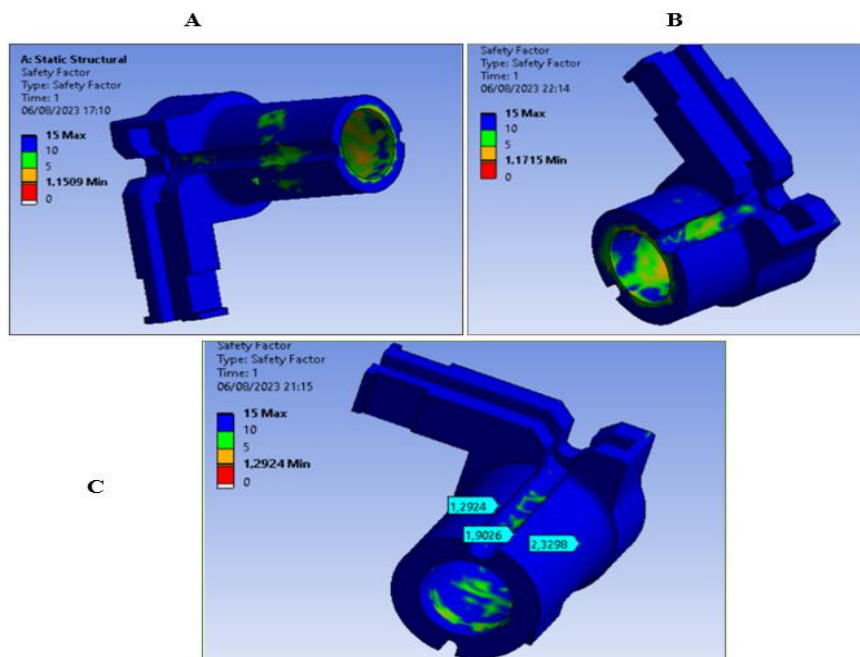 A
B
A: Static Structural
Safety Factor
Type: Safety Factor
Time: 1
06/08/2023 17:10
15 Max
10
5
1,1509 Min
0
Safety Factor
Type: Safety Factor
Time: 1
06/08/2023 22:14
15 Max
10
5
1,1715 Min
0
C
Safety Factor
Type: Safety Factor
Time: 1
06/08/2023 21:15
15 Max
10
5
1,2924 Min
0
1,2924
1,9026
2,3298